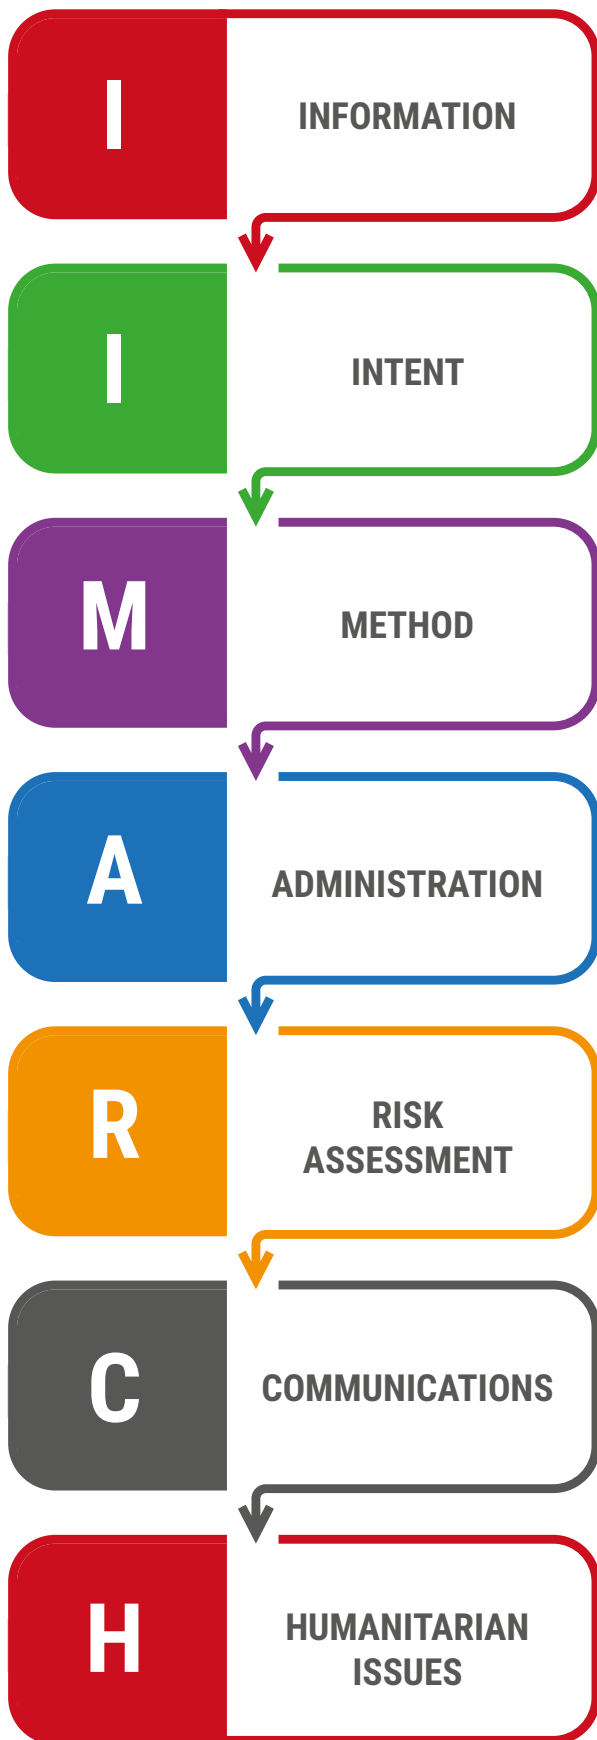 I
INFORMATION
I
INTENT
M
METHOD
A
ADMINISTRATION
R
RISK
ASSESSMENT
C
COMMUNICATIONS
H
HUMANITARIAN
ISSUES